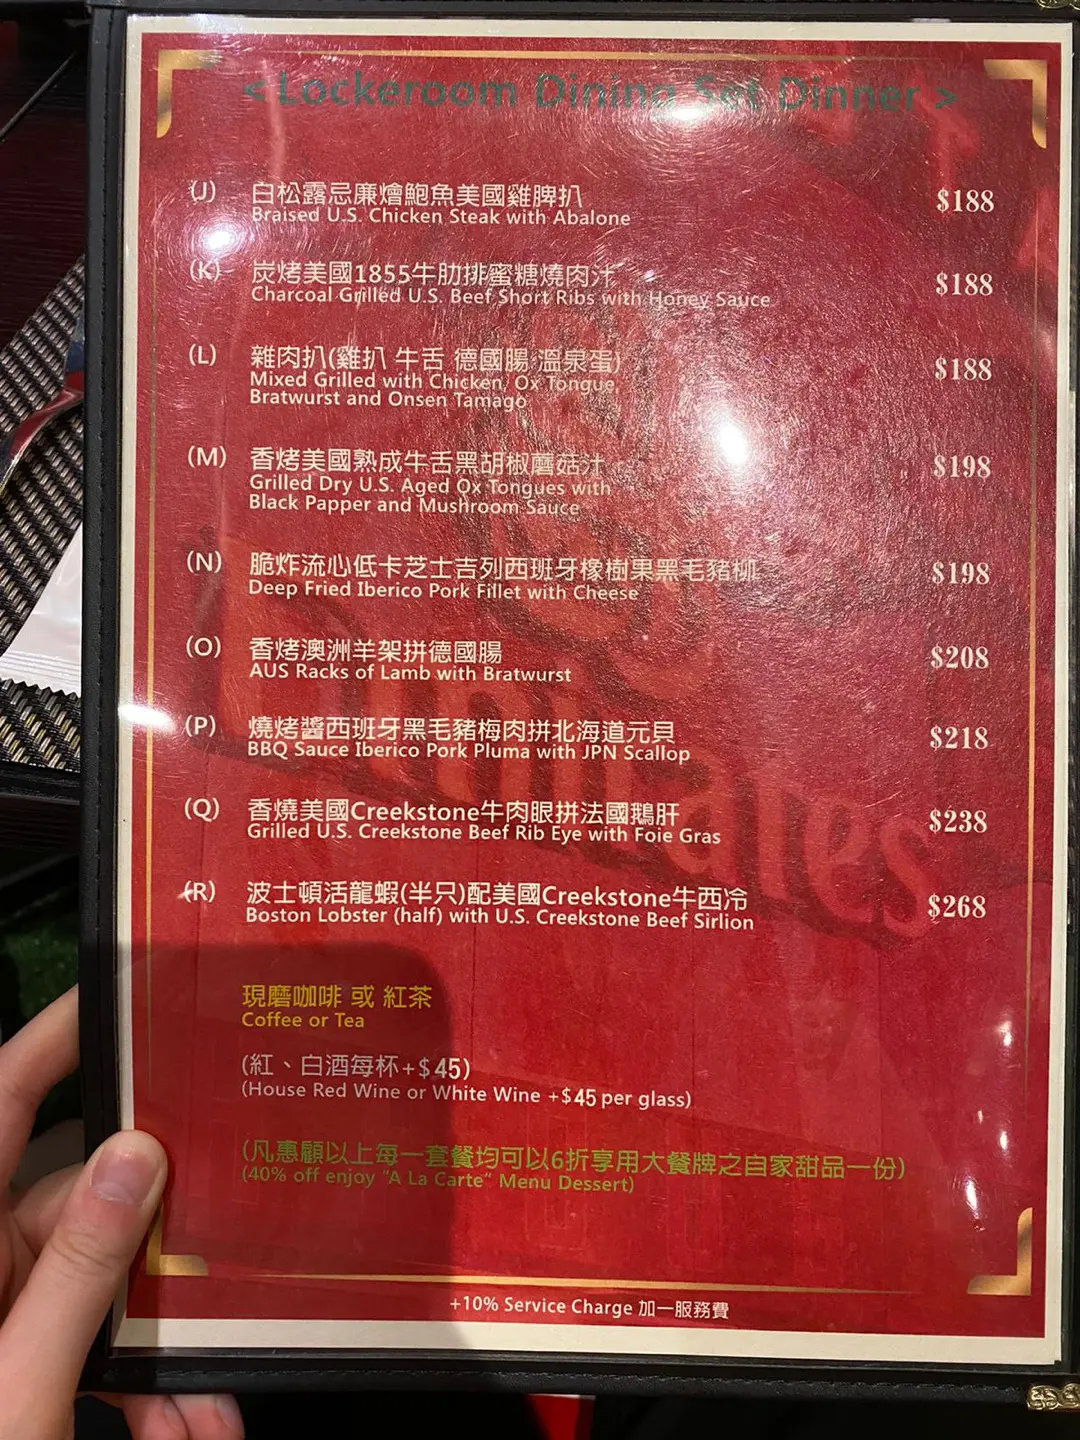 < Lockeroom Dining Set Dinner >
(J) 白松露忌廉燴鮑魚美國雞脾扒 $188
Braised U.S. Chicken Steak with Abalone
(K) 炭烤美國1855牛肋排蜜糖燒肉汁 $188
Charcoal Grilled U.S. Beef Short Ribs with Honey Sauce
(L) 雜肉扒(雞扒 牛舌 德國腸 溫泉蛋) $188
Mixed Grilled with Chicken, Ox Tongue,
Bratwurst and Onsen Tamago
(M) 香烤美國熟成牛舌黑胡椒蘑菇汁 $198
Grilled Dry U.S. Aged Ox Tongues with
Black Papper and Mushroom Sauce
(N) 脆炸流心低卡芝士吉列西班牙橡樹果黑毛豬柳 $198
Deep Fried Iberico Pork Fillet with Cheese
(O) 香烤澳洲羊架拼德國腸 $208
AUS Racks of Lamb with Bratwurst
(P) 燒烤醬西班牙黑毛豬梅肉拼北海道元貝 $218
BBQ Sauce Iberico Pork Pluma with JPN Scallop
(Q) 香燒美國Creekstone牛肉眼拼法國鵝肝 $238
Grilled U.S. Creekstone Beef Rib Eye with Foie Gras
(R) 波士頓活龍蝦(半只)配美國Creekstone牛西冷 $268
Boston Lobster (half) with U.S. Creekstone Beef Sirlion
現磨咖啡 或 紅茶
Coffee or Tea
(紅、白酒每杯+$45)
(House Red Wine or White Wine +$45 per glass)
(凡惠顧以上每一套餐均可以6折享用大餐牌之自家甜品一份)
(40% off enjoy "A La Carte" Menu Dessert)
+10% Service Charge 加一服務費